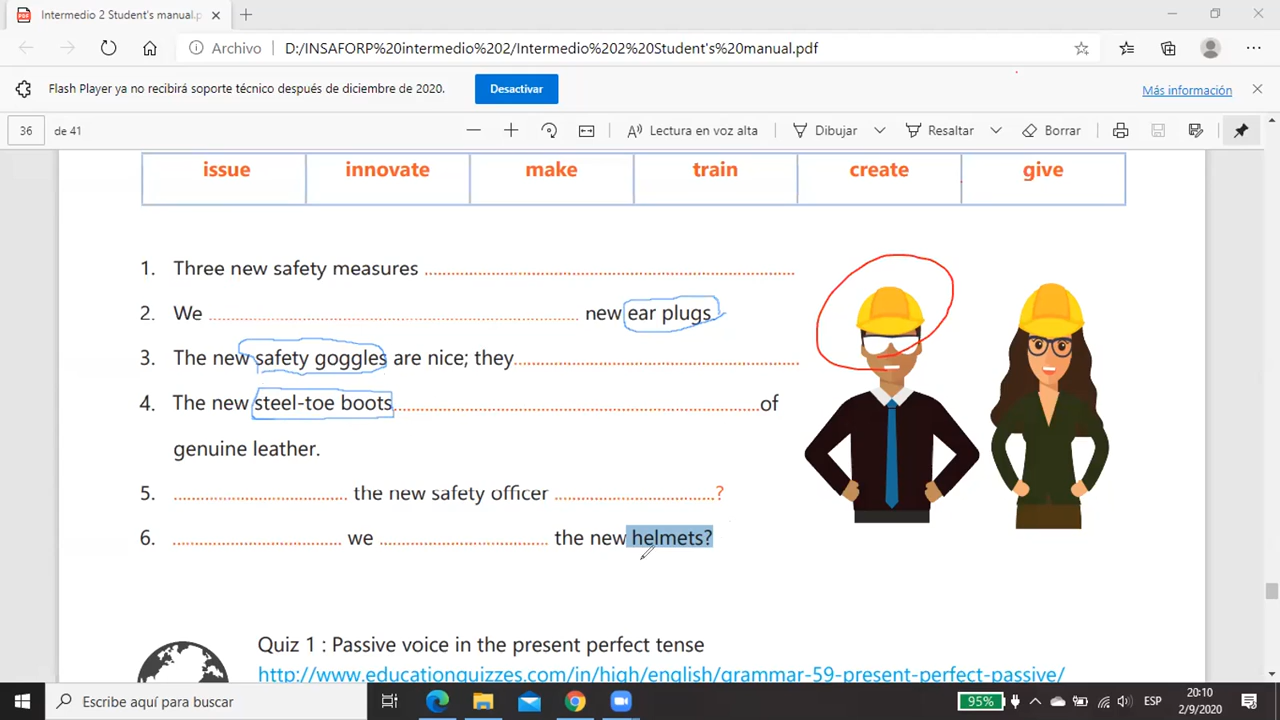 Intermedio 2 Student's manual.p
Archivo D:/INSAFORP%20intermedio%202/Intermedio%202%20Student's%20manual.pdf
Flash Player ya no recibirá soporte técnico después de diciembre de 2020. Desactivar Más información
36 de 41 Lectura en voz alta Dibujar Resaltar Borrar
issue innovate make train create give
1. Three new safety measures ........................................
2. We ........................................ new ear plugs
3. The new safety goggles are nice; they........................................
4. The new steel-toe boots........................................of
genuine leather.
5. .................... the new safety officer ....................?
6. .................... we .................... the new helmets?
Quiz 1 : Passive voice in the present perfect tense
http://www.educationquizzes.com/in/high/english/grammar-59-present-perfect-passive/
Escribe aquí para buscar 95% ESP 20:10
2/9/2020